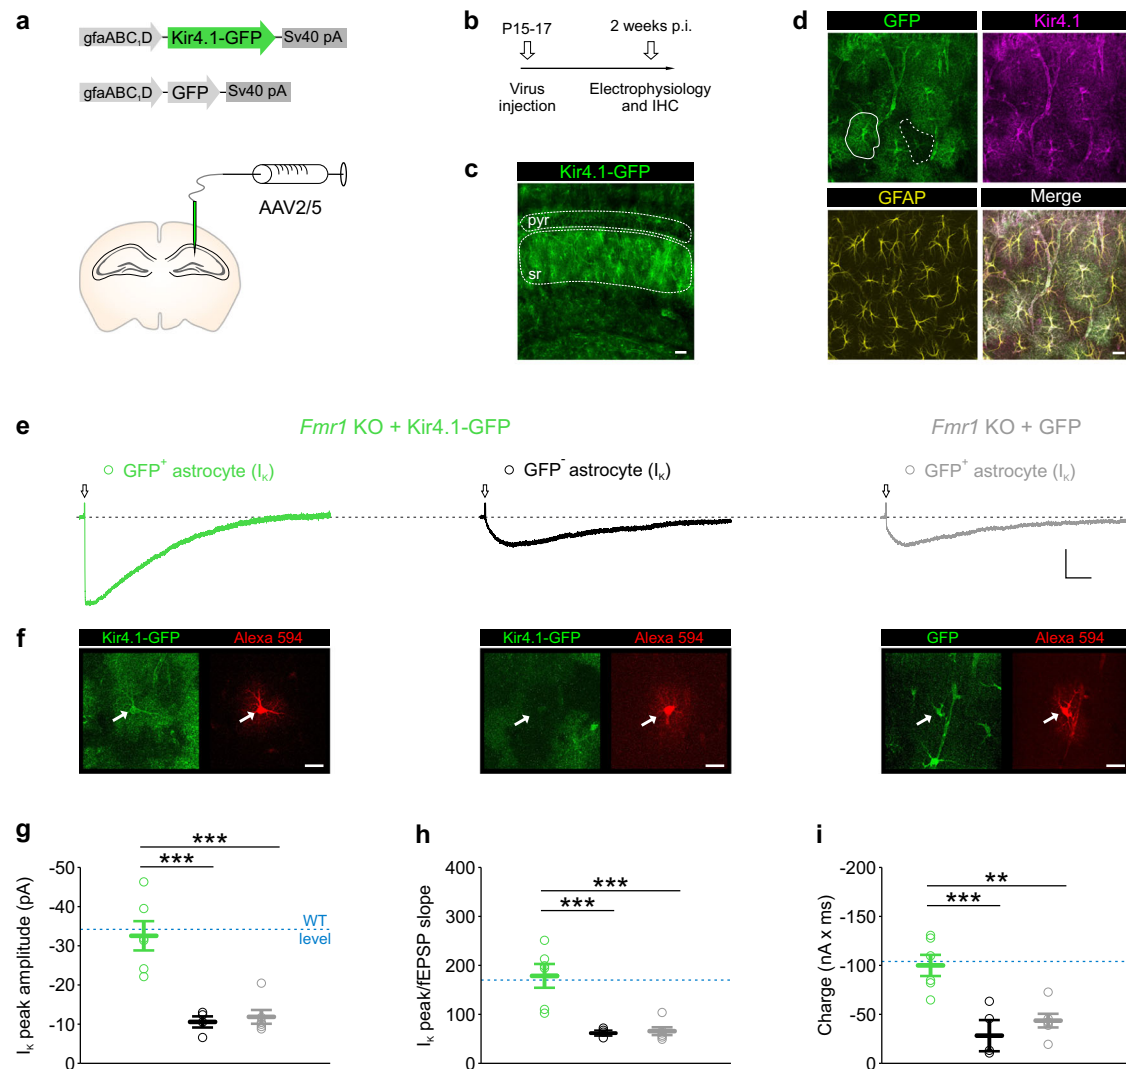 a
gfaABC₁D
Kir4.1-GFP
Sv40 pA
gfaABC₁D
GFP
Sv40 pA
AAV2/5
b
P15-17
2 weeks p.i.
Virus injection
Electrophysiology and IHC
c
Kir4.1-GFP
pyr
sr
d
GFP
Kir4.1
GFAP
Merge
e
Fmr1 KO + Kir4.1-GFP
Fmr1 KO + GFP
GFP⁺ astrocyte (Iₖ)
GFP⁻ astrocyte (Iₖ)
GFP⁺ astrocyte (Iₖ)
f
Kir4.1-GFP
Alexa 594
Kir4.1-GFP
Alexa 594
GFP
Alexa 594
g
Iₖ peak amplitude (pA)
-50
-40
-30
-20
-10
0
***
***
WT level
h
Iₖ peak/fEPSP slope
400
300
200
100
0
***
***
i
Charge (nA x ms)
-200
-150
-100
-50
0
**
***